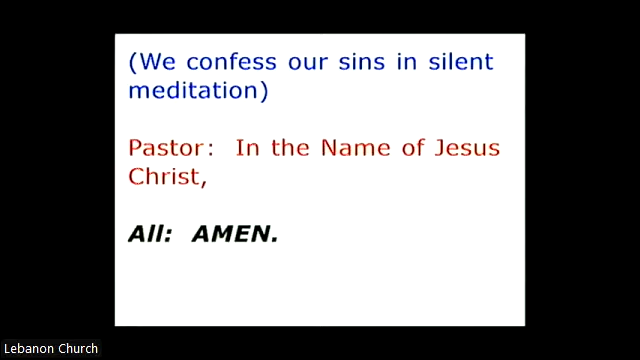 (We confess our sins in silent
meditation)
Pastor:  In the Name of Jesus
Christ,
All:  AMEN.
Lebanon Church